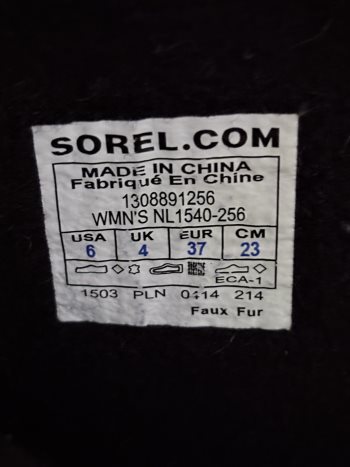 SOREL.COM
MADE IN CHINA
Fabriqué En Chine
1308891256
WMN'S NL1540-256
USA UK EUR CM
6 4 37 23
ECA-1
1503 PLN 0414 214
Faux Fur